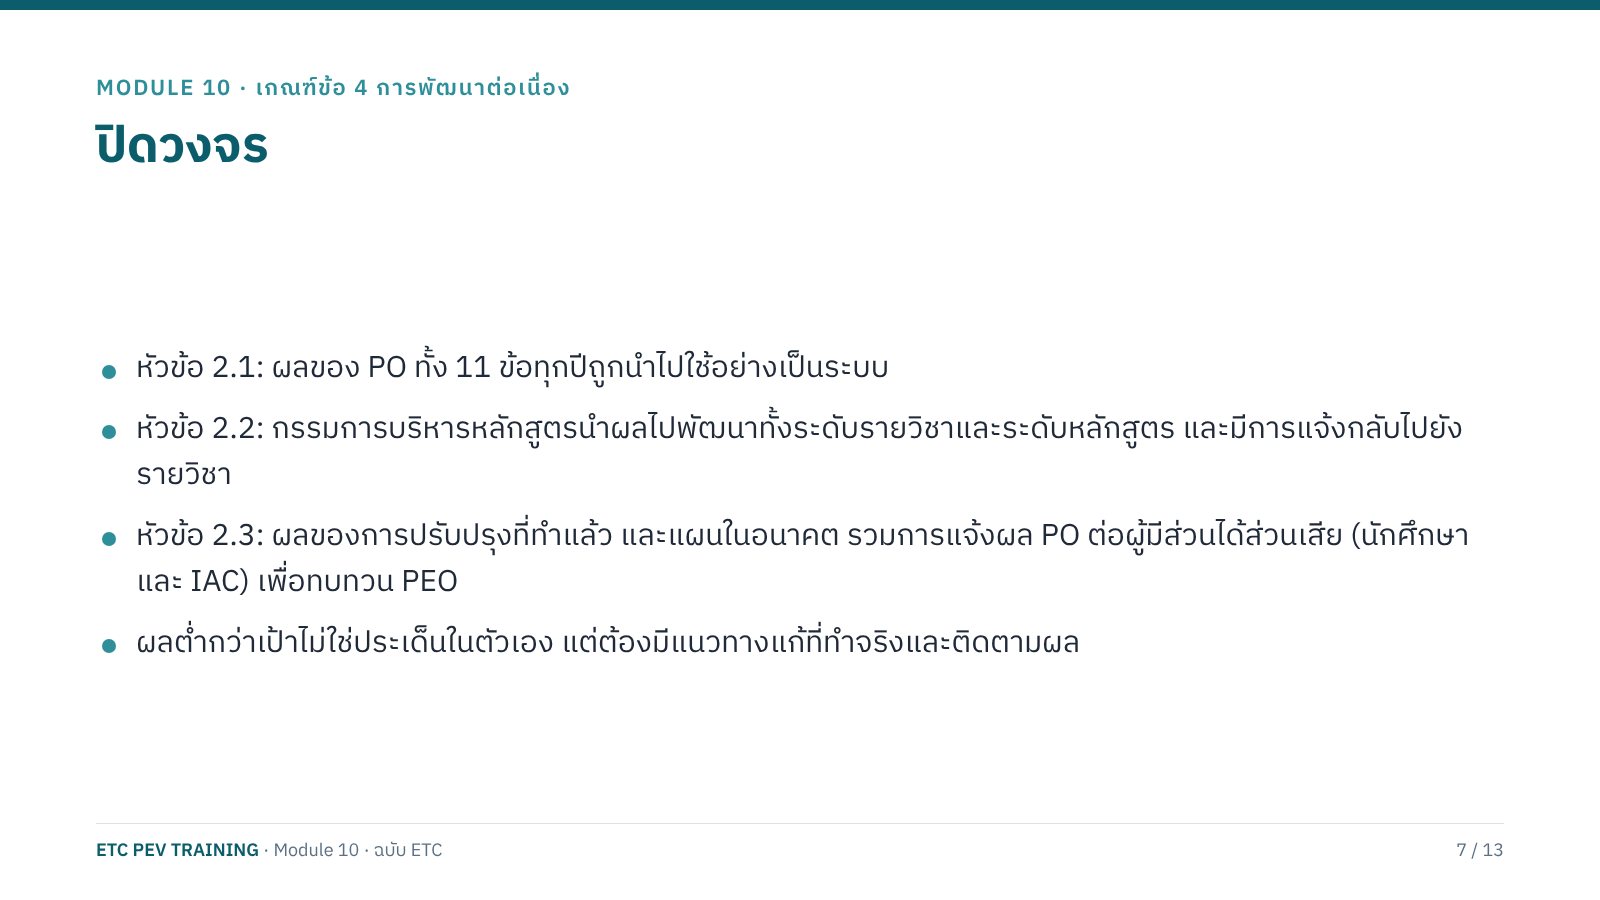 MODULE 10 · เกณฑ์ข้อ 4 การพัฒนาต่อเนื่อง
ปิดวงจร
หัวข้อ 2.1: ผลของ PO ทั้ง 11 ข้อทุกปีถูกนำไปใช้อย่างเป็นระบบ
หัวข้อ 2.2: กรรมการบริหารหลักสูตรนำผลไปพัฒนาทั้งระดับรายวิชาและระดับหลักสูตร และมีการแจ้งกลับไปยัง
รายวิชา
หัวข้อ 2.3: ผลของการปรับปรุงที่ทำแล้ว และแผนในอนาคต รวมการแจ้งผล PO ต่อผู้มีส่วนได้ส่วนเสีย (นักศึกษา
และ IAC) เพื่อทบทวน PEO
ผลต่ำกว่าเป้าไม่ใช่ประเด็นในตัวเอง แต่ต้องมีแนวทางแก้ที่ทำจริงและติดตามผล
ETC PEV TRAINING · Module 10 · ฉบับ ETC
7 / 13